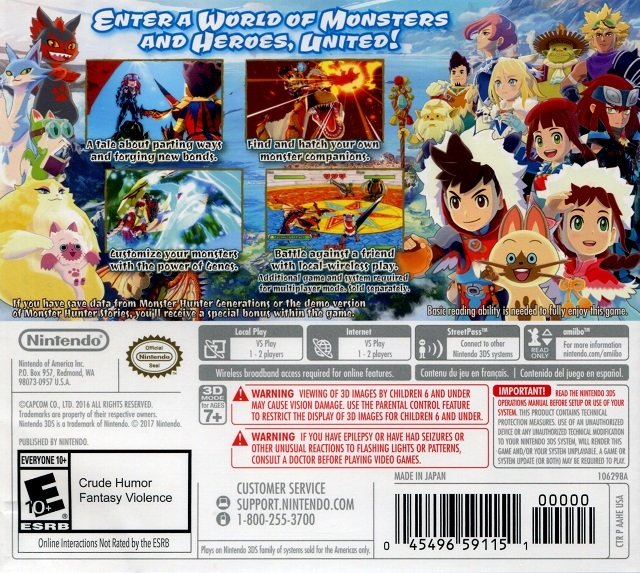 ENTER A WORLD OF MONSTERS
AND HEROES, UNITED!
A tale about parting ways
and forging new bonds.
Find and hatch your own
monster companions.
Customize your monsters
with the power of Genes.
Battle against a friend
with local-wireless play.
Additional game and system required
for multiplayer mode. Sold separately.
If you have save data from Monster Hunter Generations or the demo version
of Monster Hunter Stories, you'll receive a special bonus within the game.
Basic reading ability is needed to fully enjoy this game.
Nintendo
Nintendo of America Inc.
P.O. Box 957, Redmond, WA
98073-0957 U.S.A.
Official
Nintendo
Seal
Local Play
VS Play
1 - 2 players
Internet
VS Play
1 - 2 players
StreetPass™
Connect to other
Nintendo 3DS systems
READ
ONLY
amiibo™
For more information
nintendo.com/amiibo
Wireless broadband access required for online features.
Contenu du jeu en français.
Contenido del juego en español.
©CAPCOM CO., LTD. 2016 ALL RIGHTS RESERVED.
Trademarks are property of their respective owners.
Nintendo 3DS is a trademark of Nintendo. © 2017 Nintendo.
PUBLISHED BY NINTENDO.
3D
MODE
FOR AGES
7+
WARNING VIEWING OF 3D IMAGES BY CHILDREN 6 AND UNDER
MAY CAUSE VISION DAMAGE. USE THE PARENTAL CONTROL FEATURE
TO RESTRICT THE DISPLAY OF 3D IMAGES FOR CHILDREN 6 AND UNDER.
WARNING IF YOU HAVE EPILEPSY OR HAVE HAD SEIZURES OR
OTHER UNUSUAL REACTIONS TO FLASHING LIGHTS OR PATTERNS,
CONSULT A DOCTOR BEFORE PLAYING VIDEO GAMES.
IMPORTANT! READ THE NINTENDO 3DS
OPERATIONS MANUAL BEFORE SETUP OR USE OF YOUR
SYSTEM. THIS PRODUCT CONTAINS TECHNICAL
PROTECTION MEASURES. USE OF AN UNAUTHORIZED
DEVICE OR ANY UNAUTHORIZED TECHNICAL MODIFICATION
TO YOUR NINTENDO 3DS SYSTEM, WILL RENDER THIS
GAME AND/OR YOUR SYSTEM UNPLAYABLE. A GAME OR
SYSTEM UPDATE (OR BOTH) MAY BE REQUIRED TO PLAY.
EVERYONE 10+
E
10+
ESRB
Crude Humor
Fantasy Violence
Online Interactions Not Rated by the ESRB
CUSTOMER SERVICE
SUPPORT.NINTENDO.COM
1-800-255-3700
Plays on Nintendo 3DS family of systems sold for the Americas only.
MADE IN JAPAN
106298A
00000
0 45496 59115 1
CTR P AAHE USA